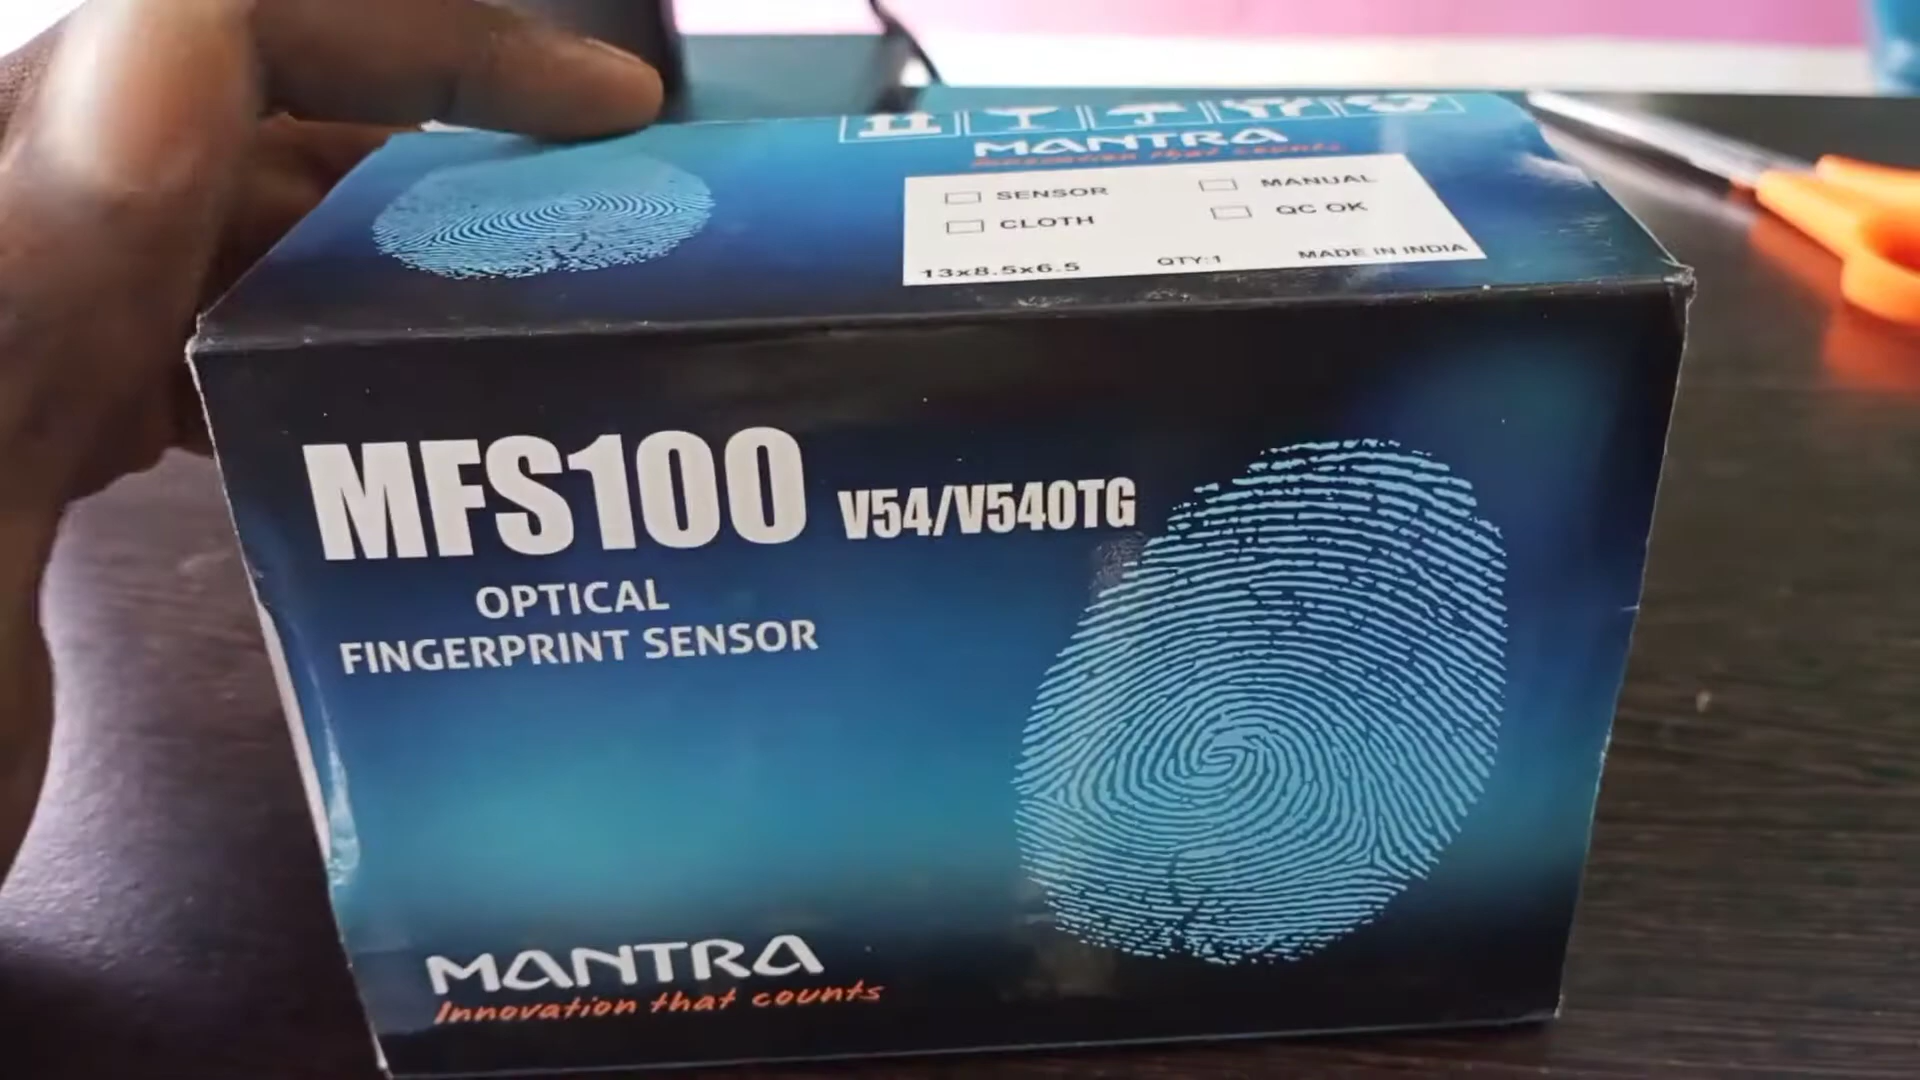 MANTRA
Innovation that counts
SENSOR MANUAL
CLOTH QC OK
13x8.5x6.5 QTY:1 MADE IN INDIA
MFS100 V54/V540TG
OPTICAL
FINGERPRINT SENSOR
MANTRA
Innovation that counts